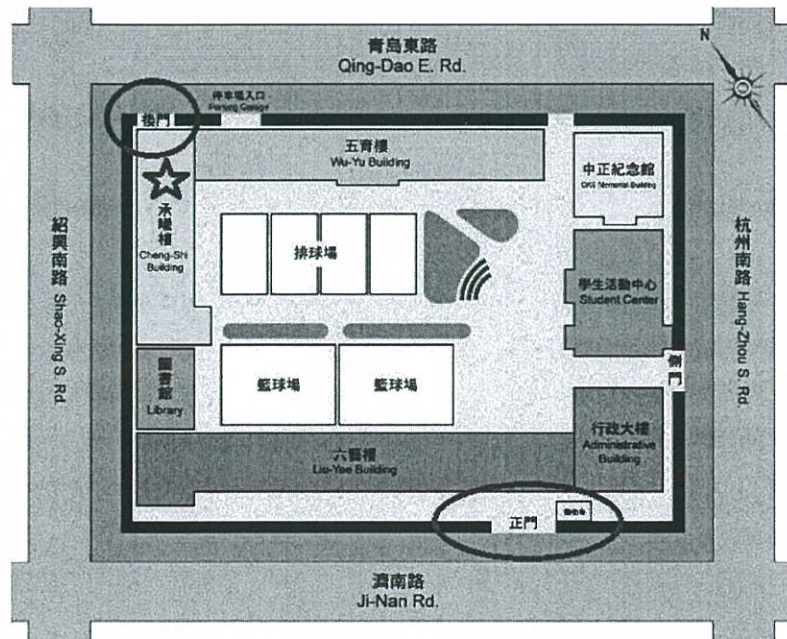 青島東路
Qing-Dao E. Rd.
N
停車場入口
Parking Garage
後門
五育樓
Wu-Yu Building
中正紀念館
CKS Memorial Building
承曦樓
Cheng-Shi
Building
排球場
學生活動中心
Student Center
紹興南路 Shao-Xing S. Rd.
杭州南路 Hang-Zhou S. Rd.
側門
圖書館
Library
籃球場
籃球場
行政大樓
Administrative
Building
六藝樓
Liu-Yee Building
正門
濟南路
Ji-Nan Rd.